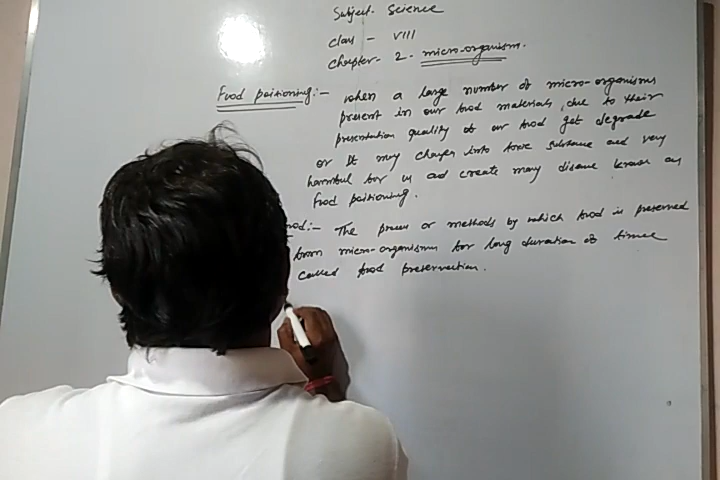 Subject- Science
class - VIII
chapter- 2 - micro-organism.
Food poisioning:- when a large number of micro-organisms
present in our food materials, due to their
presentation quality of our food get degrade
or It may change into toxic substance and very
harmful for us and create many disease known as
Food poisioning.
ood:- The process or methods by which food is preserved
from micro-organisms for long duration of time
called food preservation.